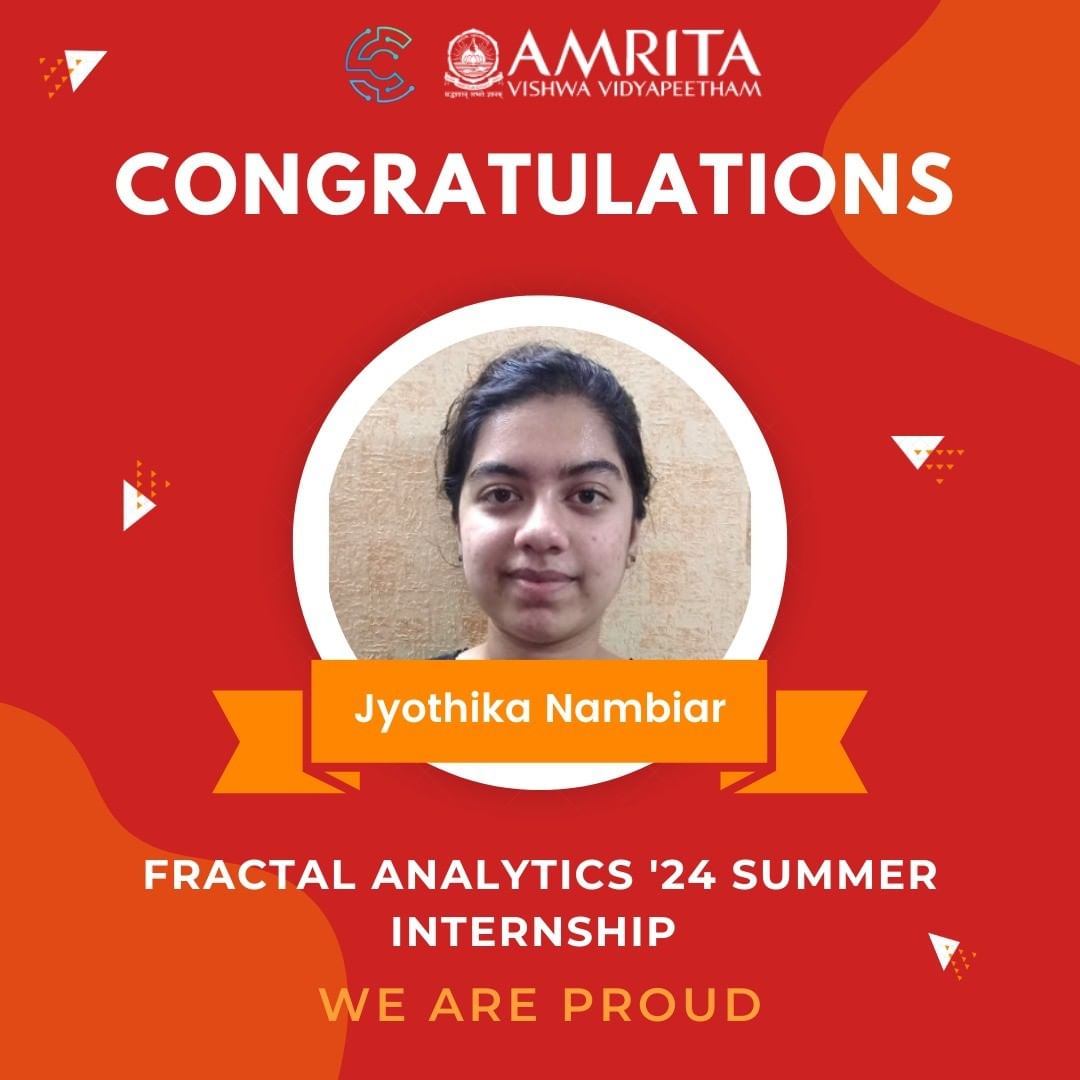 AMRITA
VISHWA VIDYAPEETHAM
CONGRATULATIONS
Jyothika Nambiar
FRACTAL ANALYTICS '24 SUMMER
INTERNSHIP
WE ARE PROUD